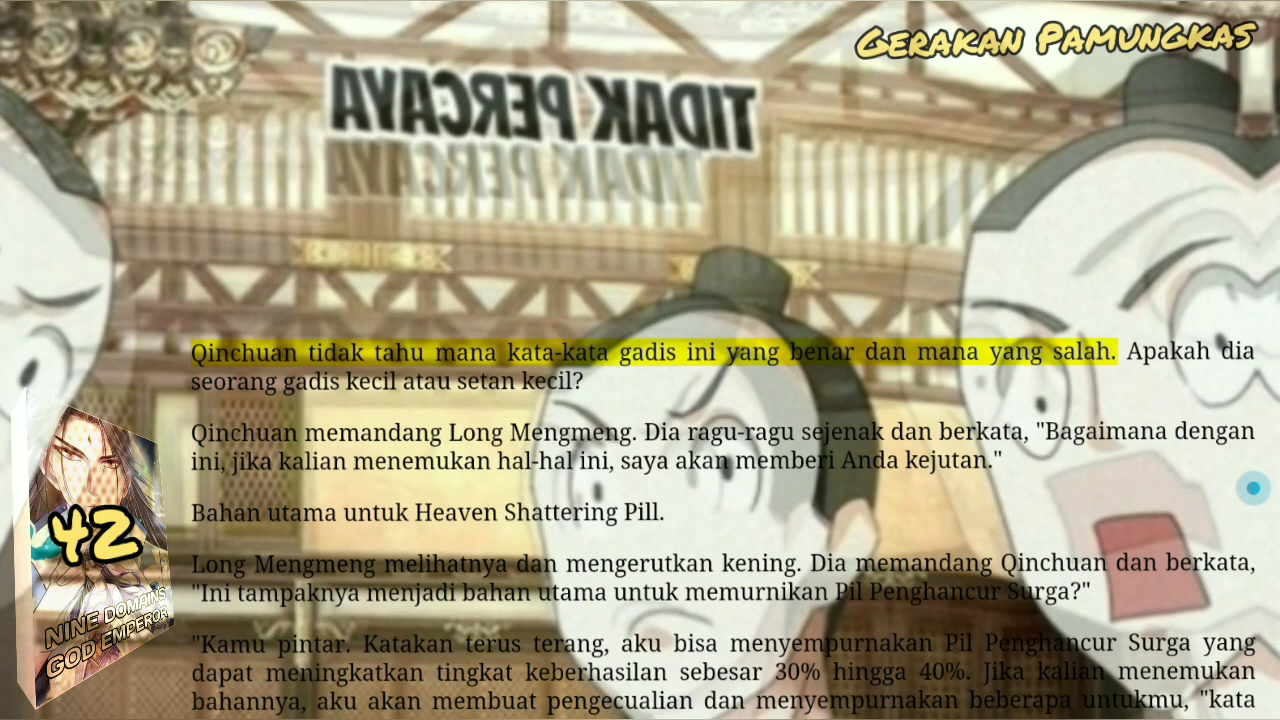 Gerakan Pamungkas
TIDAK PERCAYA
TIDAK PERCAYA
Qinchuan tidak tahu mana kata-kata gadis ini yang benar dan mana yang salah. Apakah dia
seorang gadis kecil atau setan kecil?
Qinchuan memandang Long Mengmeng. Dia ragu-ragu sejenak dan berkata, "Bagaimana dengan
ini, jika kalian menemukan hal-hal ini, saya akan memberi Anda kejutan."
Bahan utama untuk Heaven Shattering Pill.
Long Mengmeng melihatnya dan mengerutkan kening. Dia memandang Qinchuan dan berkata,
"Ini tampaknya menjadi bahan utama untuk memurnikan Pil Penghancur Surga?"
"Kamu pintar. Katakan terus terang, aku bisa menyempurnakan Pil Penghancur Surga yang
dapat meningkatkan tingkat keberhasilan sebesar 30% hingga 40%. Jika kalian menemukan
bahannya, aku akan membuat pengecualian dan menyempurnakan beberapa untukmu, "kata
42
NINE DOMAINS
GOD EMPEROR